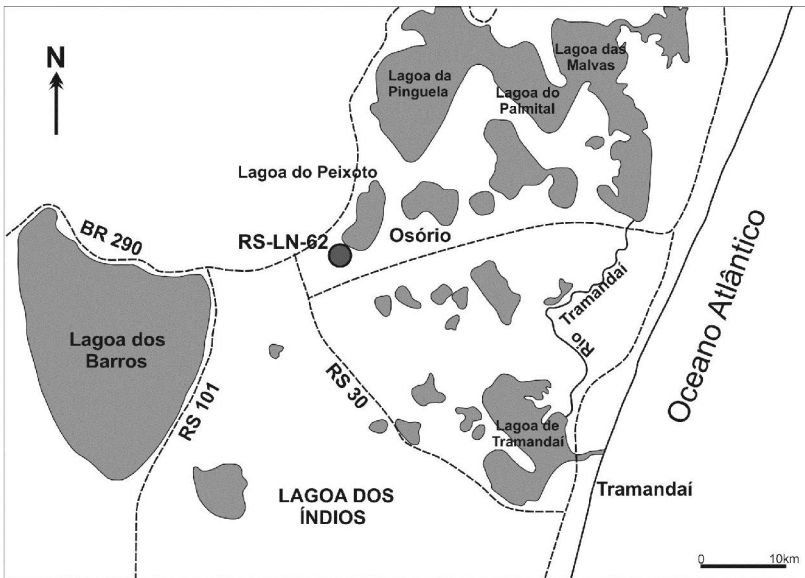 N
Lagoa da
Pinguela
Lagoa das
Malvas
Lagoa do
Palmital
Lagoa do Peixoto
RS-LN-62
Osório
BR 290
Lagoa dos
Barros
RS 101
RS 30
Rio
Tramandaí
Oceano Atlântico
Lagoa de
Tramandaí
Tramandaí
LAGOA DOS
ÍNDIOS
0 10km